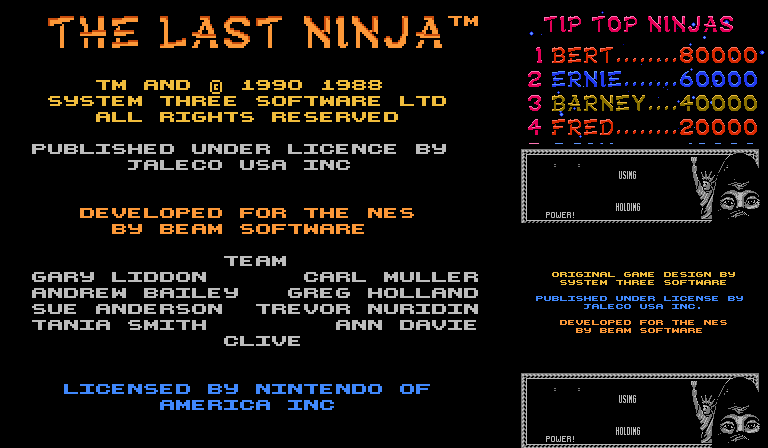 THE LAST NINJA™
TM AND © 1990 1988
SYSTEM THREE SOFTWARE LTD
ALL RIGHTS RESERVED
PUBLISHED UNDER LICENCE BY
JALECO USA INC
DEVELOPED FOR THE NES
BY BEAM SOFTWARE
TEAM
GARY LIDDON CARL MULLER
ANDREW BAILEY GREG HOLLAND
SUE ANDERSON TREVOR NURIDIN
TANIA SMITH ANN DAVIE
CLIVE
LICENSED BY NINTENDO OF
AMERICA INC
TIP TOP NINJAS
1 BERT........80000
2 ERNIE.......60000
3 BARNEY....40000
4 FRED........20000
: :
USING
HOLDING
POWER!
ORIGINAL GAME DESIGN BY
SYSTEM THREE SOFTWARE
PUBLISHED UNDER LICENSE BY
JALECO USA INC.
DEVELOPED FOR THE NES
BY BEAM SOFTWARE
: :
USING
HOLDING
POWER!